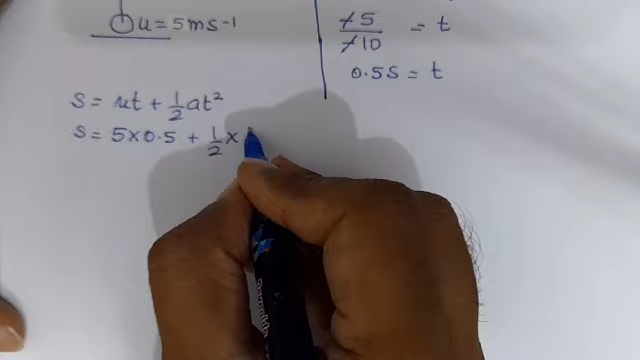 u = 5ms⁻¹
s = ut + ½at²
s = 5×0.5 + ½×
-5/-10 = t
0.5s = t